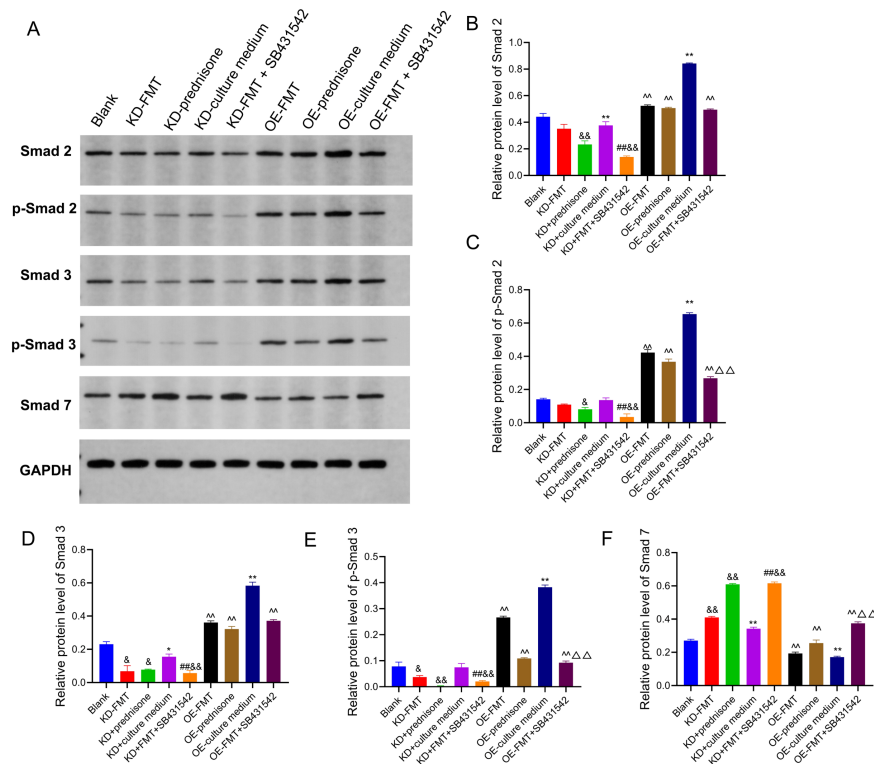 A
Blank
KD-FMT
KD-prednisone
KD-culture medium
KD-FMT + SB431542
OE-FMT
OE-prednisone
OE-culture medium
OE-FMT + SB431542
Smad 2
p-Smad 2
Smad 3
p-Smad 3
Smad 7
GAPDH
B
Relative protein level of Smad 2
1.0
0.8
0.6
0.4
0.2
0.0
&&
**
##&&
^^
^^
**
^^
Blank
KD-FMT
KD+prednisone
KD+culture medium
KD+FMT+SB431542
OE-FMT
OE-prednisone
OE-culture medium
OE-FMT+SB431542
C
Relative protein level of p-Smad 2
0.8
0.6
0.4
0.2
0.0
&
##&&
^^
^^
**
^^△△
Blank
KD-FMT
KD+prednisone
KD+culture medium
KD+FMT+SB431542
OE-FMT
OE-prednisone
OE-culture medium
OE-FMT+SB431542
D
Relative protein level of Smad 3
0.8
0.6
0.4
0.2
0.0
&
&
*
##&&
^^
^^
**
^^
Blank
KD-FMT
KD+prednisone
KD+culture medium
KD+FMT+SB431542
OE-FMT
OE-prednisone
OE-culture medium
OE-FMT+SB431542
E
Relative protein level of p-Smad 3
0.5
0.4
0.3
0.2
0.1
0.0
&
&&
##&&
^^
^^
**
^^△△
Blank
KD-FMT
KD+prednisone
KD+culture medium
KD+FMT+SB431542
OE-FMT
OE-prednisone
OE-culture medium
OE-FMT+SB431542
F
Relative protein level of Smad 7
0.8
0.6
0.4
0.2
0.0
&&
&&
**
##&&
^^
^^
**
^^△△
Blank
KD-FMT
KD+prednisone
KD+culture medium
KD+FMT+SB431542
OE-FMT
OE-prednisone
OE-culture medium
OE-FMT+SB431542